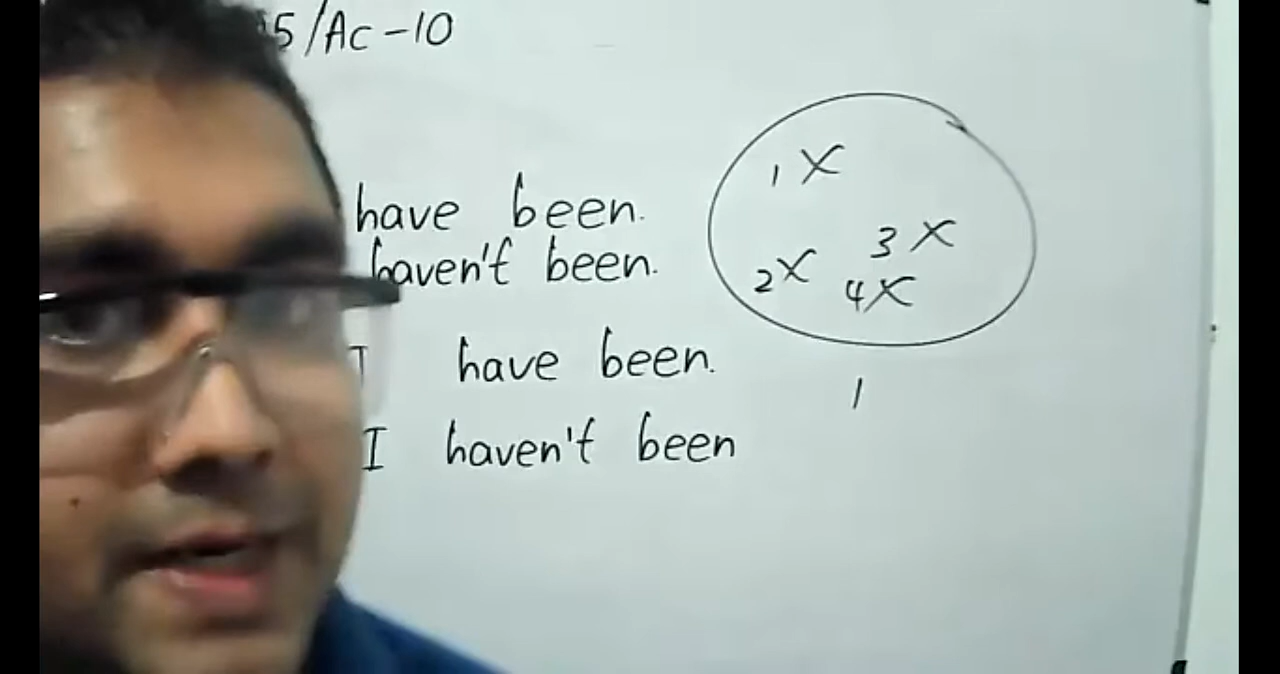 5/Ac-10
have been.
haven't been.
I have been.
I haven't been
1 X
3 X
2 X
4 X
1